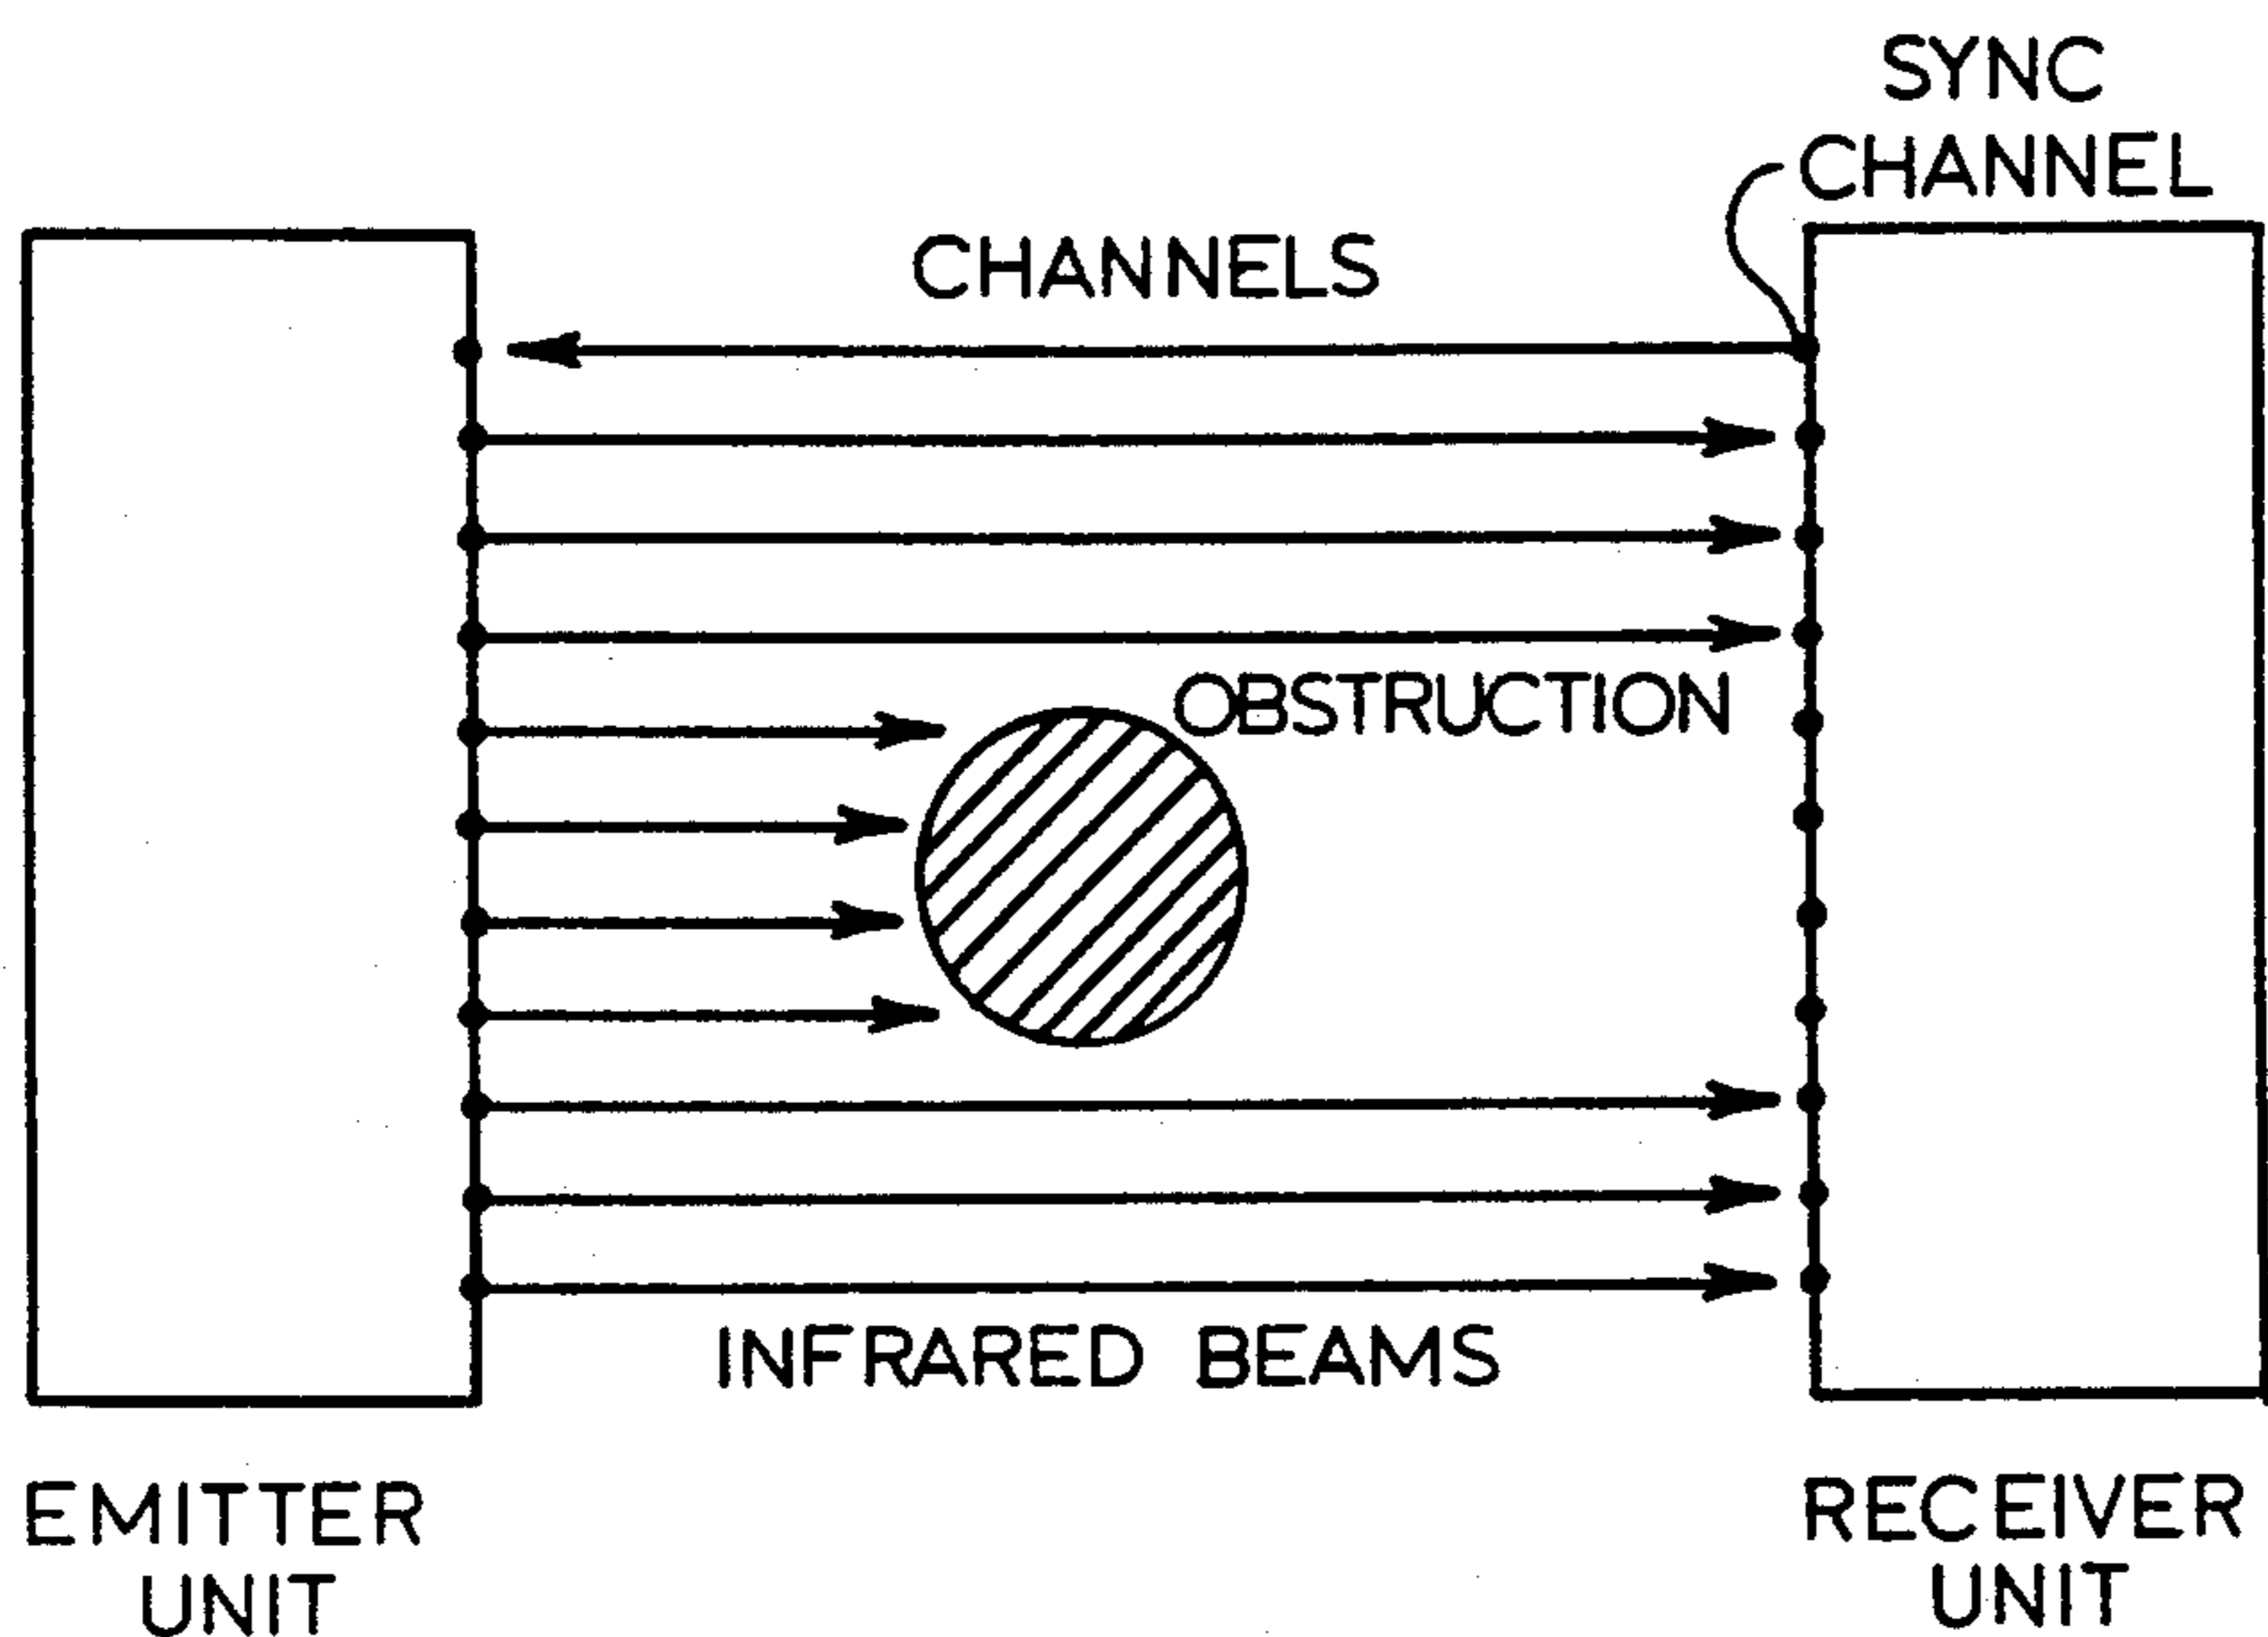 SYNC
CHANNEL
CHANNELS
OBSTRUCTION
INFRARED BEAMS
EMITTER
UNIT
RECEIVER
UNIT